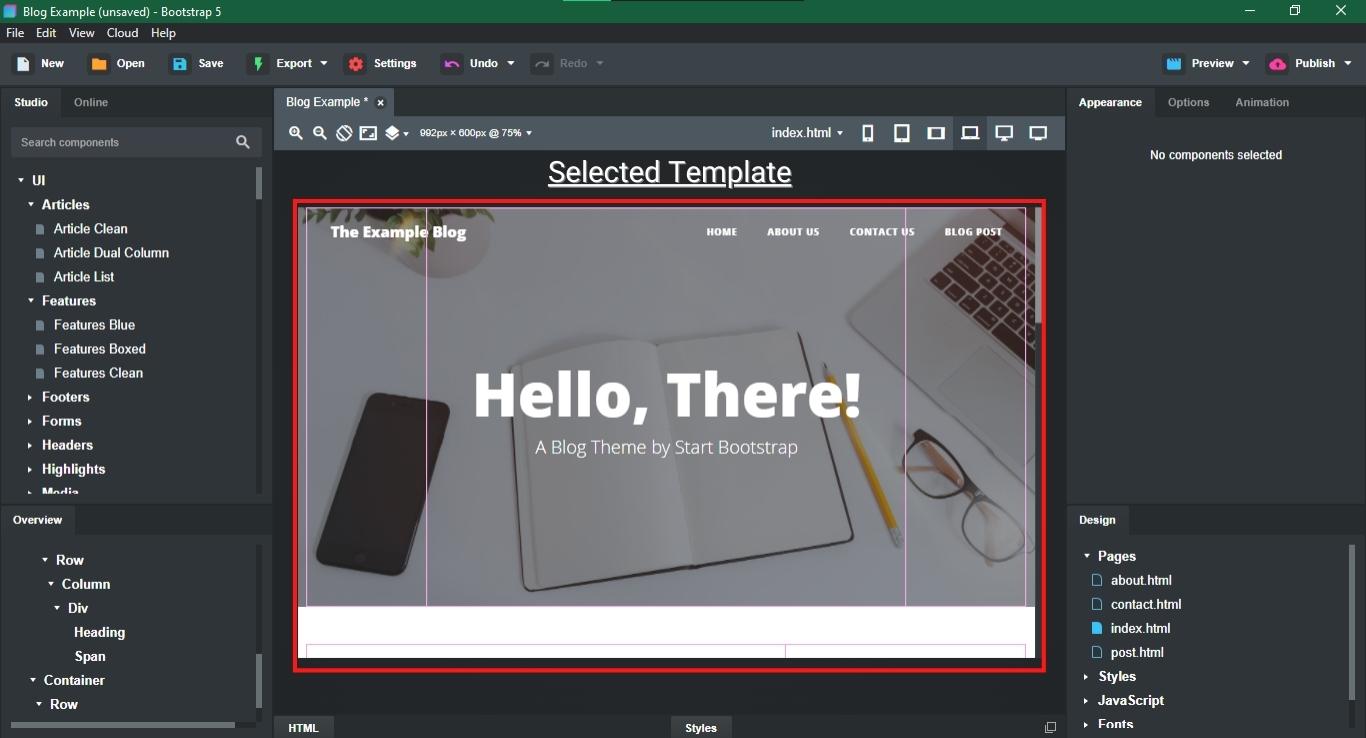 Blog Example (unsaved) - Bootstrap 5
File Edit View Cloud Help
New Open Save Export Settings Undo Redo Preview Publish
Studio Online
Search components
UI
Articles
Article Clean
Article Dual Column
Article List
Features
Features Blue
Features Boxed
Features Clean
Footers
Forms
Headers
Highlights
Media
Overview
Row
Column
Div
Heading
Span
Container
Row
Blog Example *
992px × 600px @ 75%
index.html
Selected Template
The Example Blog HOME ABOUT US CONTACT US BLOG POST
Hello, There!
A Blog Theme by Start Bootstrap
HTML Styles
Appearance Options Animation
No components selected
Design
Pages
about.html
contact.html
index.html
post.html
Styles
JavaScript
Fonts